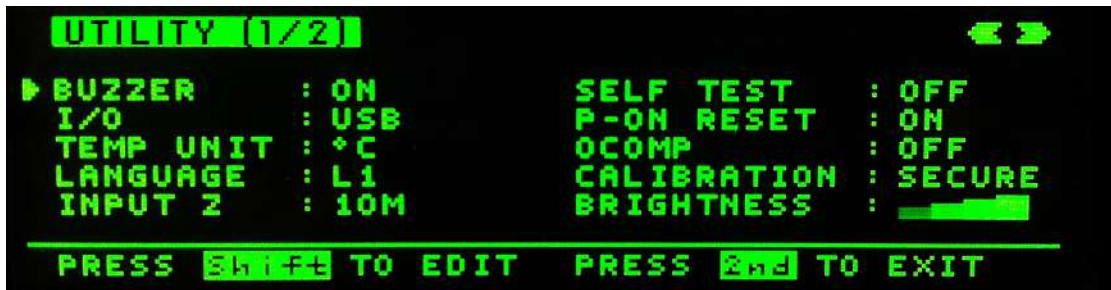 UTILITY (1/2)
BUZZER : ON SELF TEST : OFF
I/O : USB P-ON RESET : ON
TEMP UNIT : °C OCOMP : OFF
LANGUAGE : L1 CALIBRATION : SECURE
INPUT Z : 10M BRIGHTNESS :
PRESS Shift TO EDIT PRESS 2nd TO EXIT